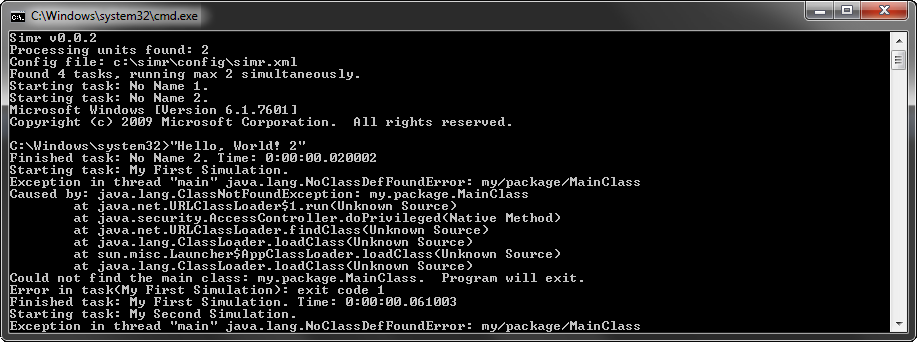 C:\Windows\system32\cmd.exe
Simr v0.0.2
Processing units found: 2
Config file: c:\simr\config\simr.xml
Found 4 tasks, running max 2 simultaneously.
Starting task: No Name 1.
Starting task: No Name 2.
Microsoft Windows [Version 6.1.7601]
Copyright (c) 2009 Microsoft Corporation.  All rights reserved.
C:\Windows\system32>"Hello, World! 2"
Finished task: No Name 2. Time: 0:00:00.020002
Starting task: My First Simulation.
Exception in thread "main" java.lang.NoClassDefFoundError: my/package/MainClass
Caused by: java.lang.ClassNotFoundException: my.package.MainClass
        at java.net.URLClassLoader$1.run(Unknown Source)
        at java.security.AccessController.doPrivileged(Native Method)
        at java.net.URLClassLoader.findClass(Unknown Source)
        at java.lang.ClassLoader.loadClass(Unknown Source)
        at sun.misc.Launcher$AppClassLoader.loadClass(Unknown Source)
        at java.lang.ClassLoader.loadClass(Unknown Source)
Could not find the main class: my.package.MainClass.  Program will exit.
Error in task(My First Simulation): exit code 1
Finished task: My First Simulation. Time: 0:00:00.061003
Starting task: My Second Simulation.
Exception in thread "main" java.lang.NoClassDefFoundError: my/package/MainClass